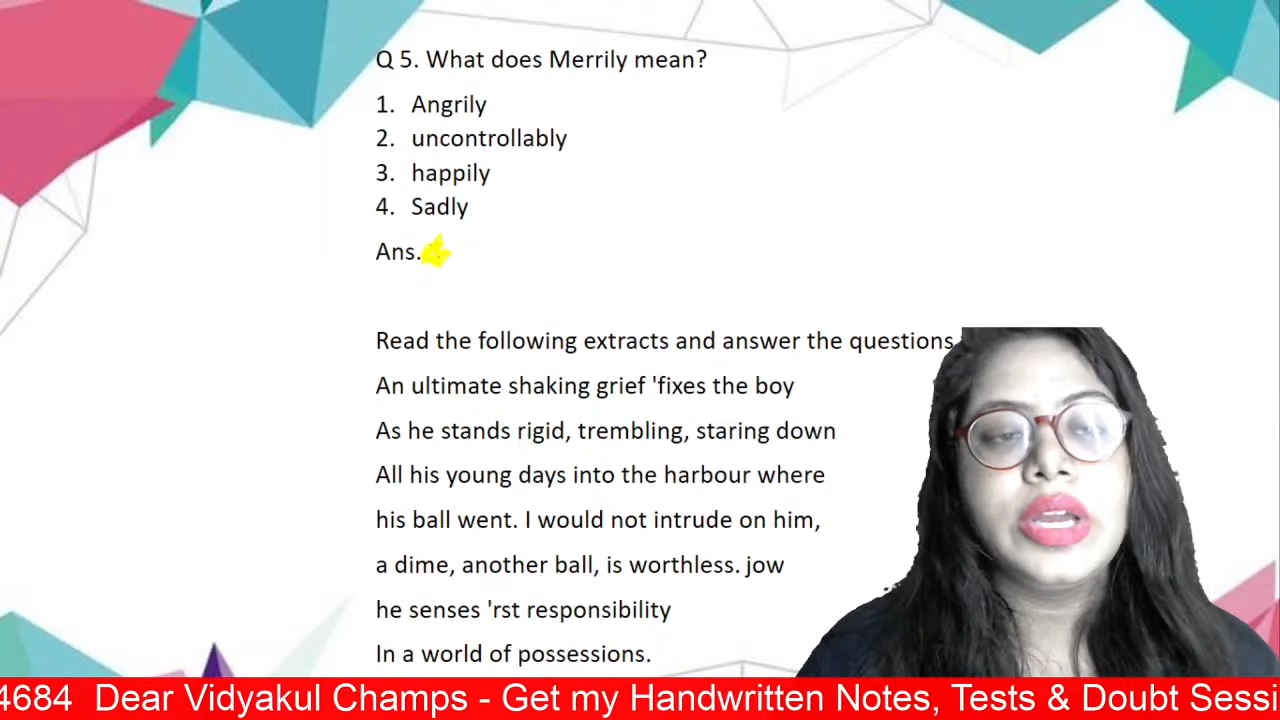 Q 5. What does Merrily mean?
1. Angrily
2. uncontrollably
3. happily
4. Sadly
Ans.
Read the following extracts and answer the questions
An ultimate shaking grief 'fixes the boy
As he stands rigid, trembling, staring down
All his young days into the harbour where
his ball went. I would not intrude on him,
a dime, another ball, is worthless. jow
he senses 'rst responsibility
In a world of possessions.
4684 Dear Vidyakul Champs - Get my Handwritten Notes, Tests & Doubt Sessi